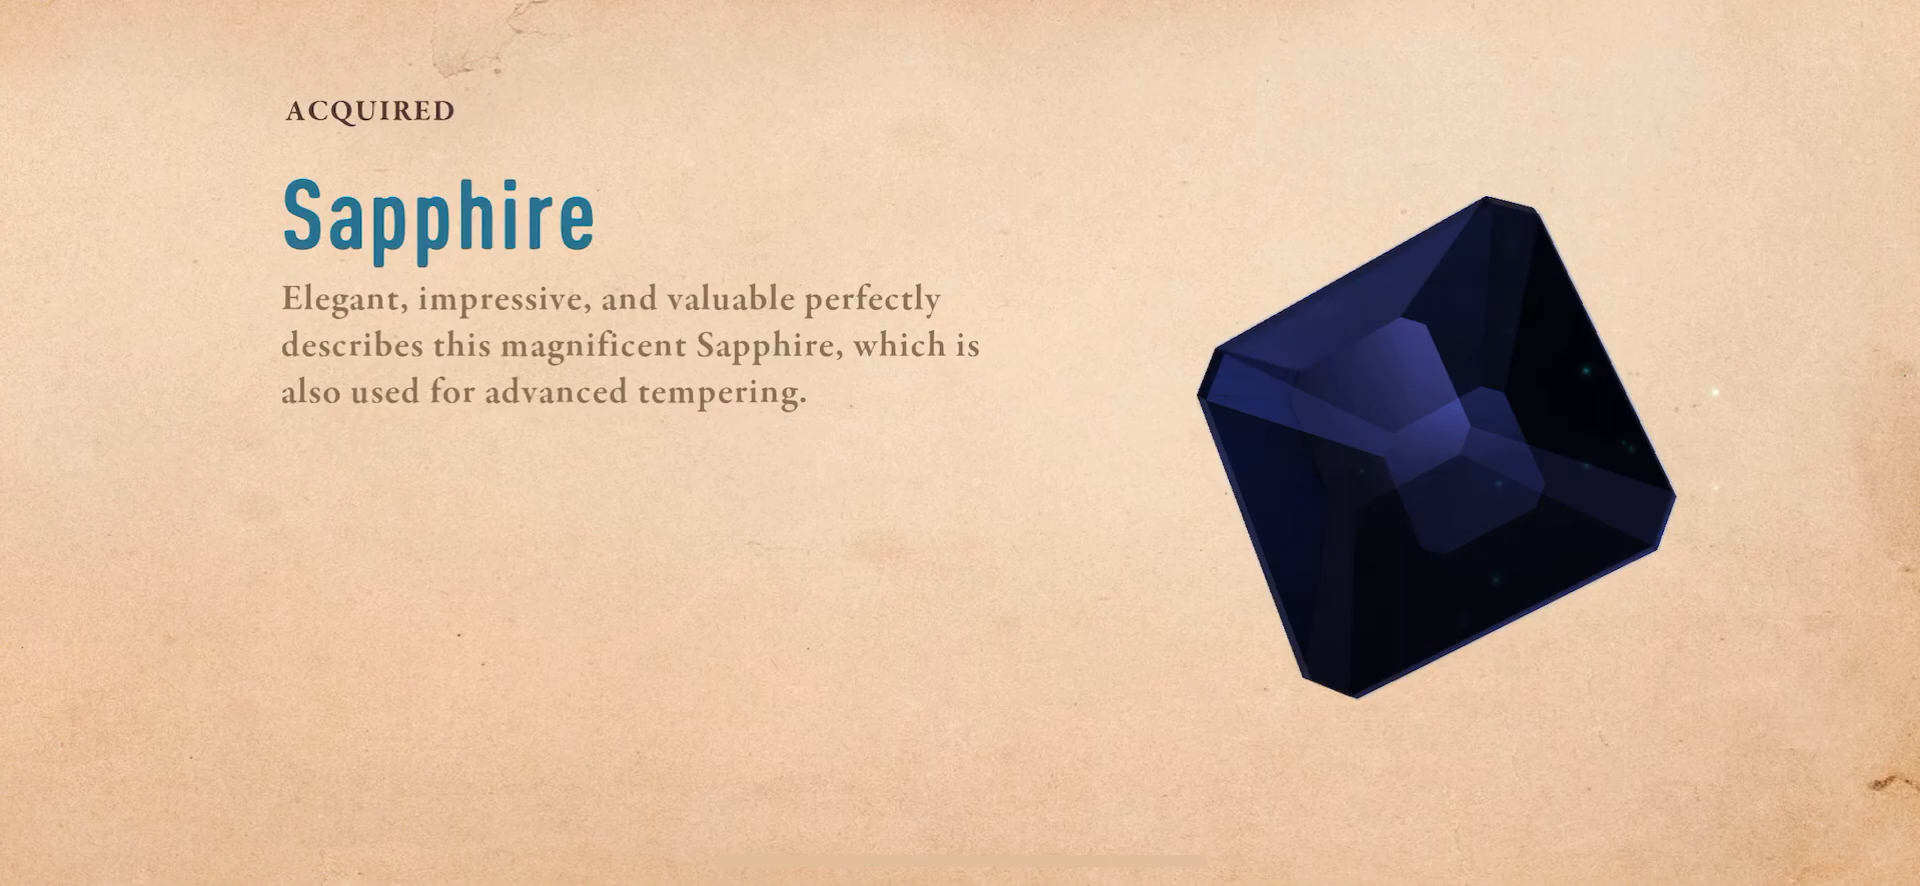 ACQUIRED
Sapphire
Elegant, impressive, and valuable perfectly
describes this magnificent Sapphire, which is
also used for advanced tempering.